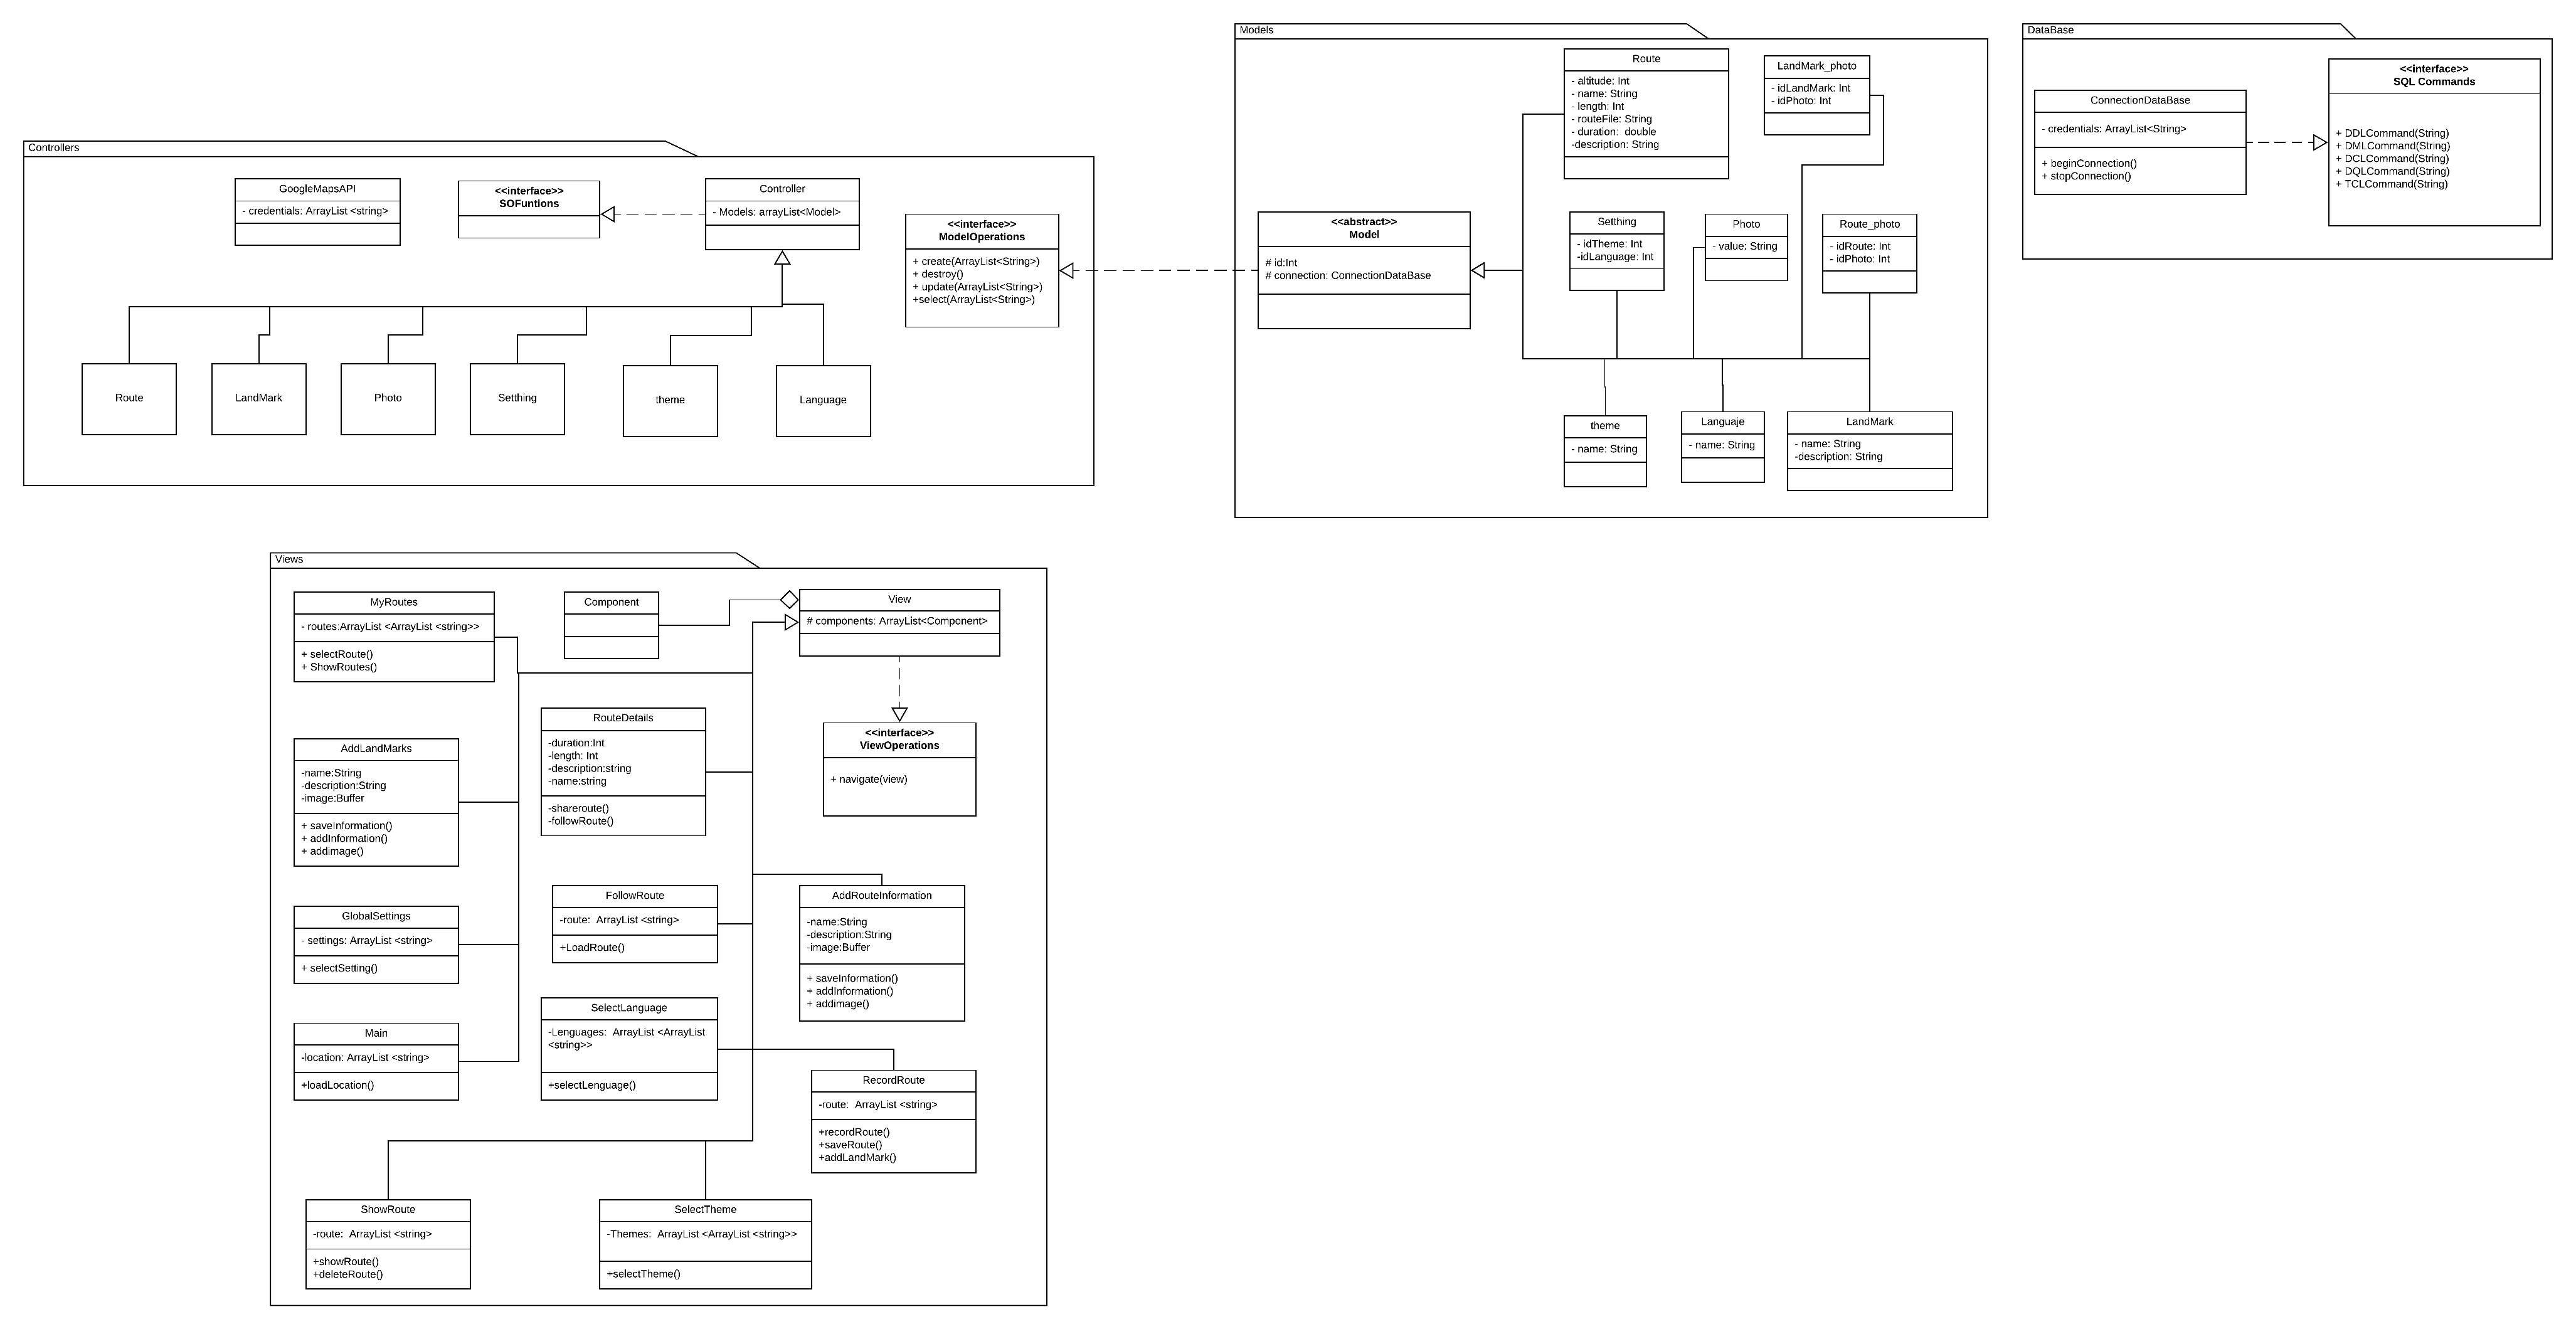 Controllers
GoogleMapsAPI
- credentials: ArrayList <string>
<<interface>>
SOFuntions
Controller
- Models: arrayList<Model>
<<interface>>
ModelOperations
+ create(ArrayList<String>)
+ destroy()
+ update(ArrayList<String>)
+select(ArrayList<String>)
Route
LandMark
Photo
Setthing
theme
Language
Models
Route
- altitude: Int
- name: String
- length: Int
- routeFile: String
- duration:  double
-description: String
LandMark_photo
- idLandMark: Int
- idPhoto: Int
<<abstract>>
Model
# id:Int
# connection: ConnectionDataBase
Setthing
- idTheme: Int
-idLanguage: Int
Photo
- value: String
Route_photo
- idRoute: Int
- idPhoto: Int
theme
- name: String
Languaje
- name: String
LandMark
- name: String
-description: String
DataBase
ConnectionDataBase
- credentials: ArrayList<String>
+ beginConnection()
+ stopConnection()
<<interface>>
SQL Commands
+ DDLCommand(String)
+ DMLCommand(String)
+ DCLCommand(String)
+ DQLCommand(String)
+ TCLCommand(String)
Views
MyRoutes
- routes:ArrayList <ArrayList <string>>
+ selectRoute()
+ ShowRoutes()
Component
View
# components: ArrayList<Component>
<<interface>>
ViewOperations
+ navigate(view)
RouteDetails
-duration:Int
-length: Int
-description:string
-name:string
-shareroute()
-followRoute()
AddLandMarks
-name:String
-description:String
-image:Buffer
+ saveInformation()
+ addInformation()
+ addimage()
FollowRoute
-route:  ArrayList <string>
+LoadRoute()
AddRouteInformation
-name:String
-description:String
-image:Buffer
+ saveInformation()
+ addInformation()
+ addimage()
GlobalSettings
- settings: ArrayList <string>
+ selectSetting()
SelectLanguage
-Lenguages:  ArrayList <ArrayList
<string>>
+selectLenguage()
Main
-location: ArrayList <string>
+loadLocation()
RecordRoute
-route:  ArrayList <string>
+recordRoute()
+saveRoute()
+addLandMark()
ShowRoute
-route:  ArrayList <string>
+showRoute()
+deleteRoute()
SelectTheme
-Themes:  ArrayList <ArrayList <string>>
+selectTheme()